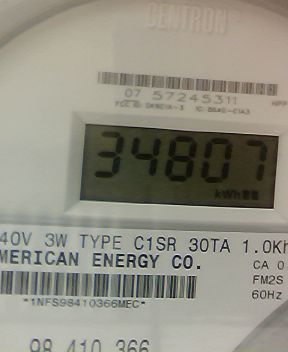 CENTRON
07 57245311
34807
kWh
40V 3W TYPE C1SR 30TA 1.0Kh
MERICAN ENERGY CO.
CA 0
FM2S
*1NFS98410366MEC*
60Hz
98 410 366